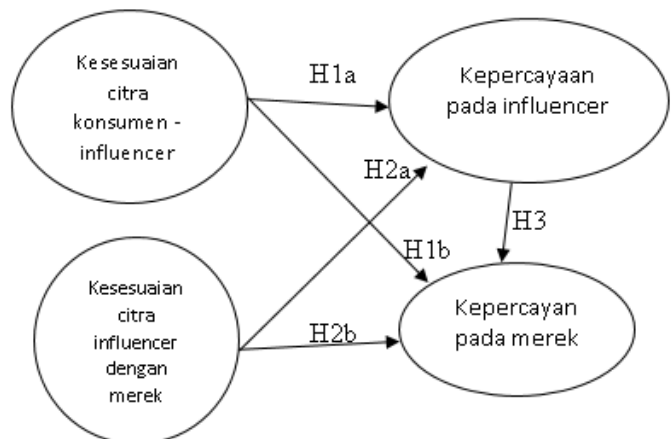 Kesesuaian
citra
konsumen -
influencer
H1a
Kepercayaan
pada influencer
H2a
H3
H1b
Kesesuaian
citra
influencer
dengan
merek
H2b
Kepercayan
pada merek